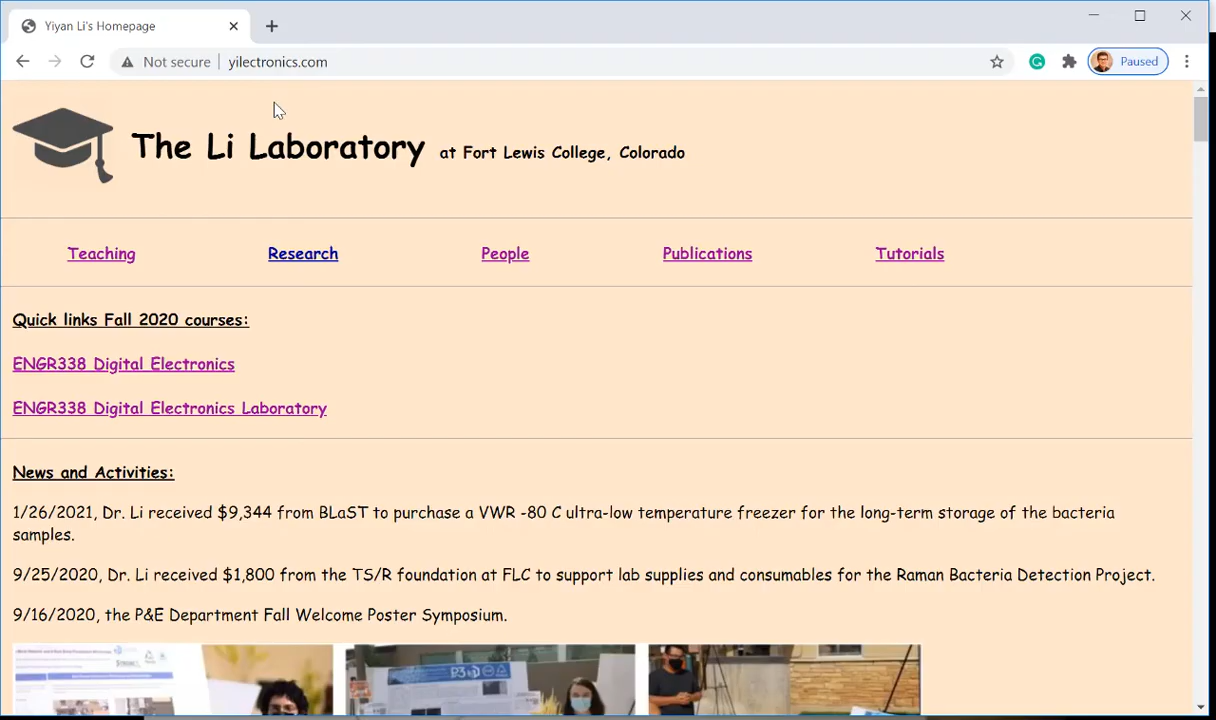 Yiyan Li's Homepage
Not secure yilectronics.com Paused
The Li Laboratory at Fort Lewis College, Colorado
Teaching Research People Publications Tutorials
Quick links Fall 2020 courses:
ENGR338 Digital Electronics
ENGR338 Digital Electronics Laboratory
News and Activities:
1/26/2021, Dr. Li received $9,344 from BLaST to purchase a VWR -80 C ultra-low temperature freezer for the long-term storage of the bacteria
samples.
9/25/2020, Dr. Li received $1,800 from the TS/R foundation at FLC to support lab supplies and consumables for the Raman Bacteria Detection Project.
9/16/2020, the P&E Department Fall Welcome Poster Symposium.